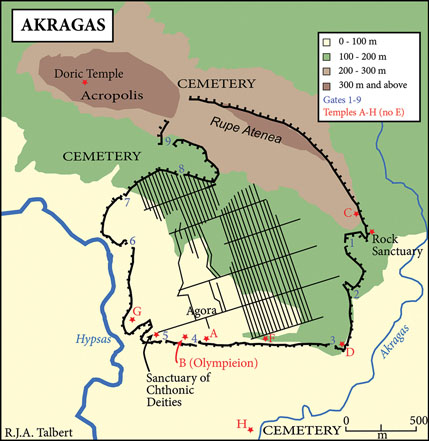 AKRAGAS
0 - 100 m
100 - 200 m
200 - 300 m
300 m and above
Gates 1-9
Temples A-H (no E)
Doric Temple
Acropolis
CEMETERY
Rupe Atenea
CEMETERY
9
8
7
C
1
Rock
Sanctuary
6
2
Agora
G
Hypsas
5
4
A
F
3
D
B (Olympieion)
Akragas
Sanctuary of
Chthonic
Deities
H
CEMETERY
0
500
m
R.J.A. Talbert